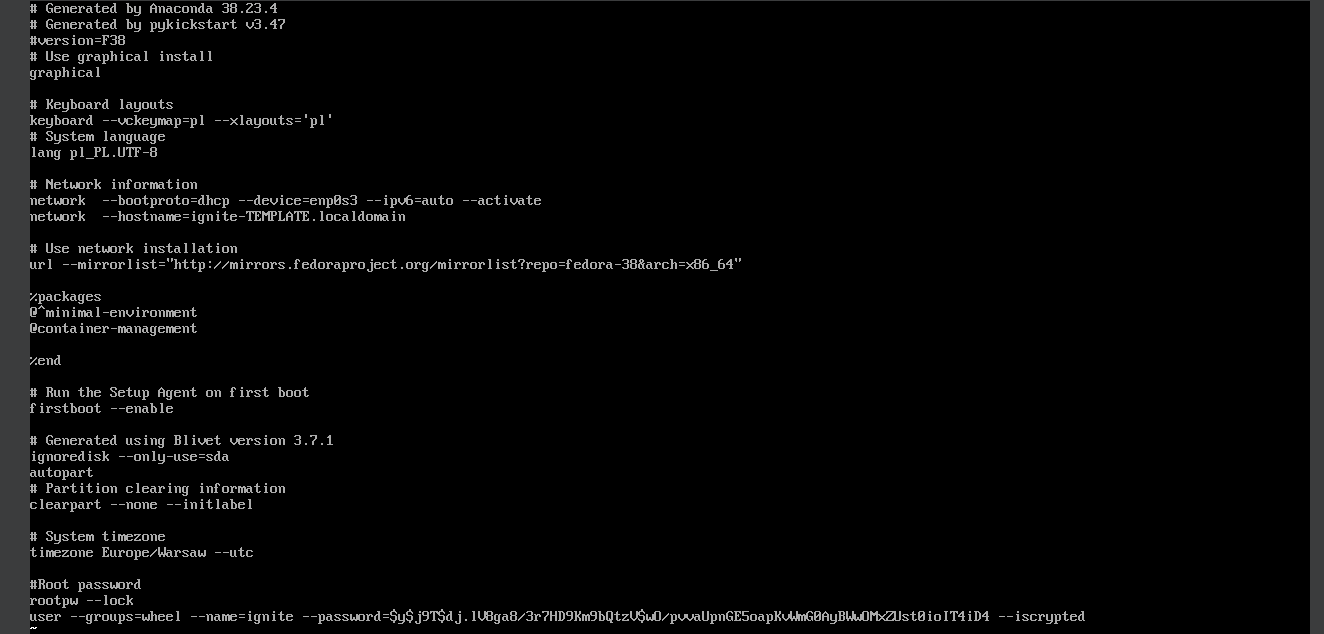 # Generated by Anaconda 38.23.4
# Generated by pykickstart v3.47
#version=F38
# Use graphical install
graphical
# Keyboard layouts
keyboard --vckeymap=pl --xlayouts='pl'
# System language
lang pl_PL.UTF-8
# Network information
network  --bootproto=dhcp --device=enp0s3 --ipv6=auto --activate
network  --hostname=ignite-TEMPLATE.localdomain
# Use network installation
url --mirrorlist="http://mirrors.fedoraproject.org/mirrorlist?repo=fedora-38&arch=x86_64"
%packages
@^minimal-environment
@container-management
%end
# Run the Setup Agent on first boot
firstboot --enable
# Generated using Blivet version 3.7.1
ignoredisk --only-use=sda
autopart
# Partition clearing information
clearpart --none --initlabel
# System timezone
timezone Europe/Warsaw --utc
#Root password
rootpw --lock
user --groups=wheel --name=ignite --password=$y$j9T$dj.lV8ga8/3r7HD9Km9bQtzV$wO/pvvaUpnGE5oapKvWmG0AyBWwOMxZUst0ioIT4iD4 --iscrypted
~